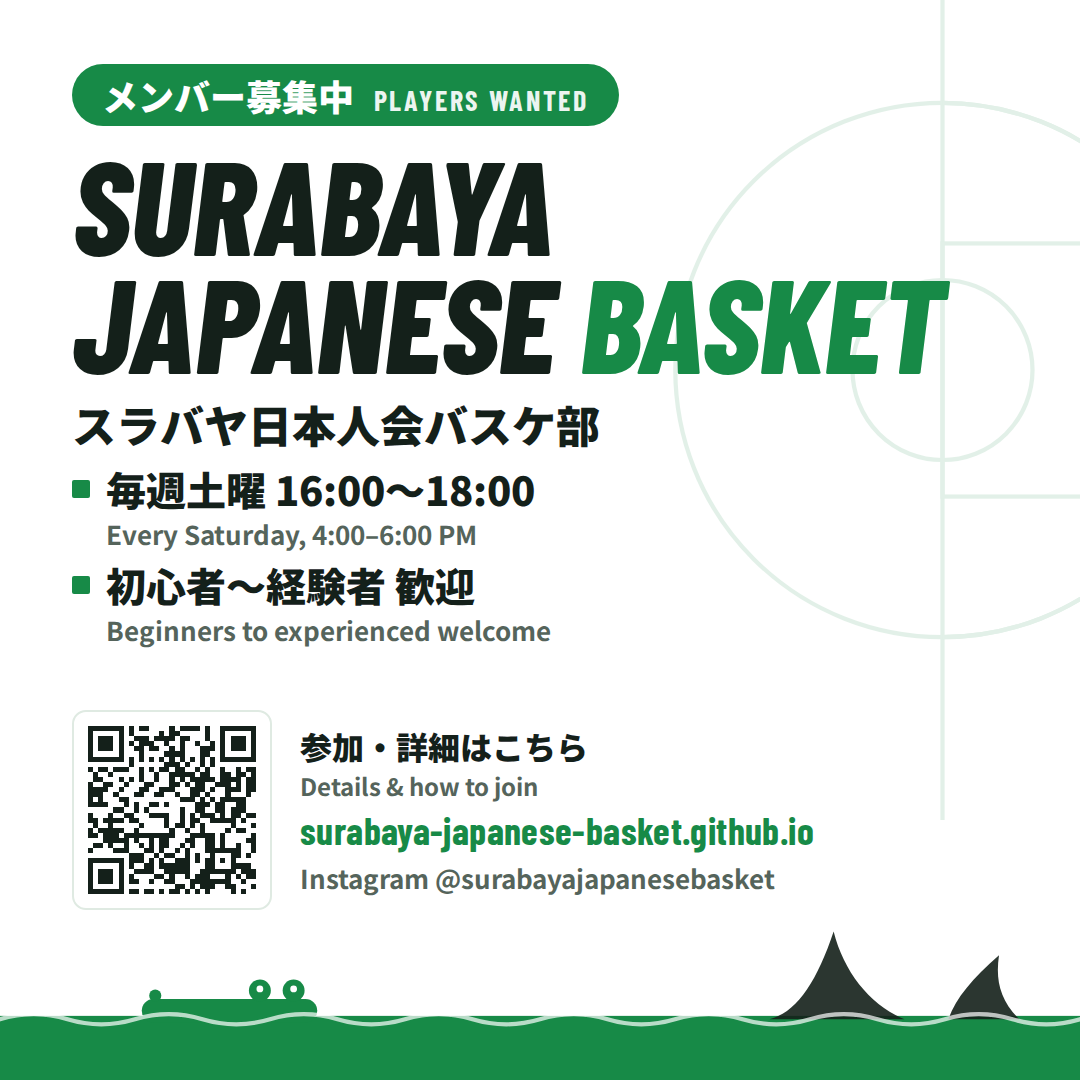 メンバー募集中 PLAYERS WANTED
SURABAYA
JAPANESE BASKET
スラバヤ日本人会バスケ部
毎週土曜 16:00〜18:00
Every Saturday, 4:00–6:00 PM
初心者〜経験者 歓迎
Beginners to experienced welcome
参加・詳細はこちら
Details & how to join
surabaya-japanese-basket.github.io
Instagram @surabayajapanesebasket